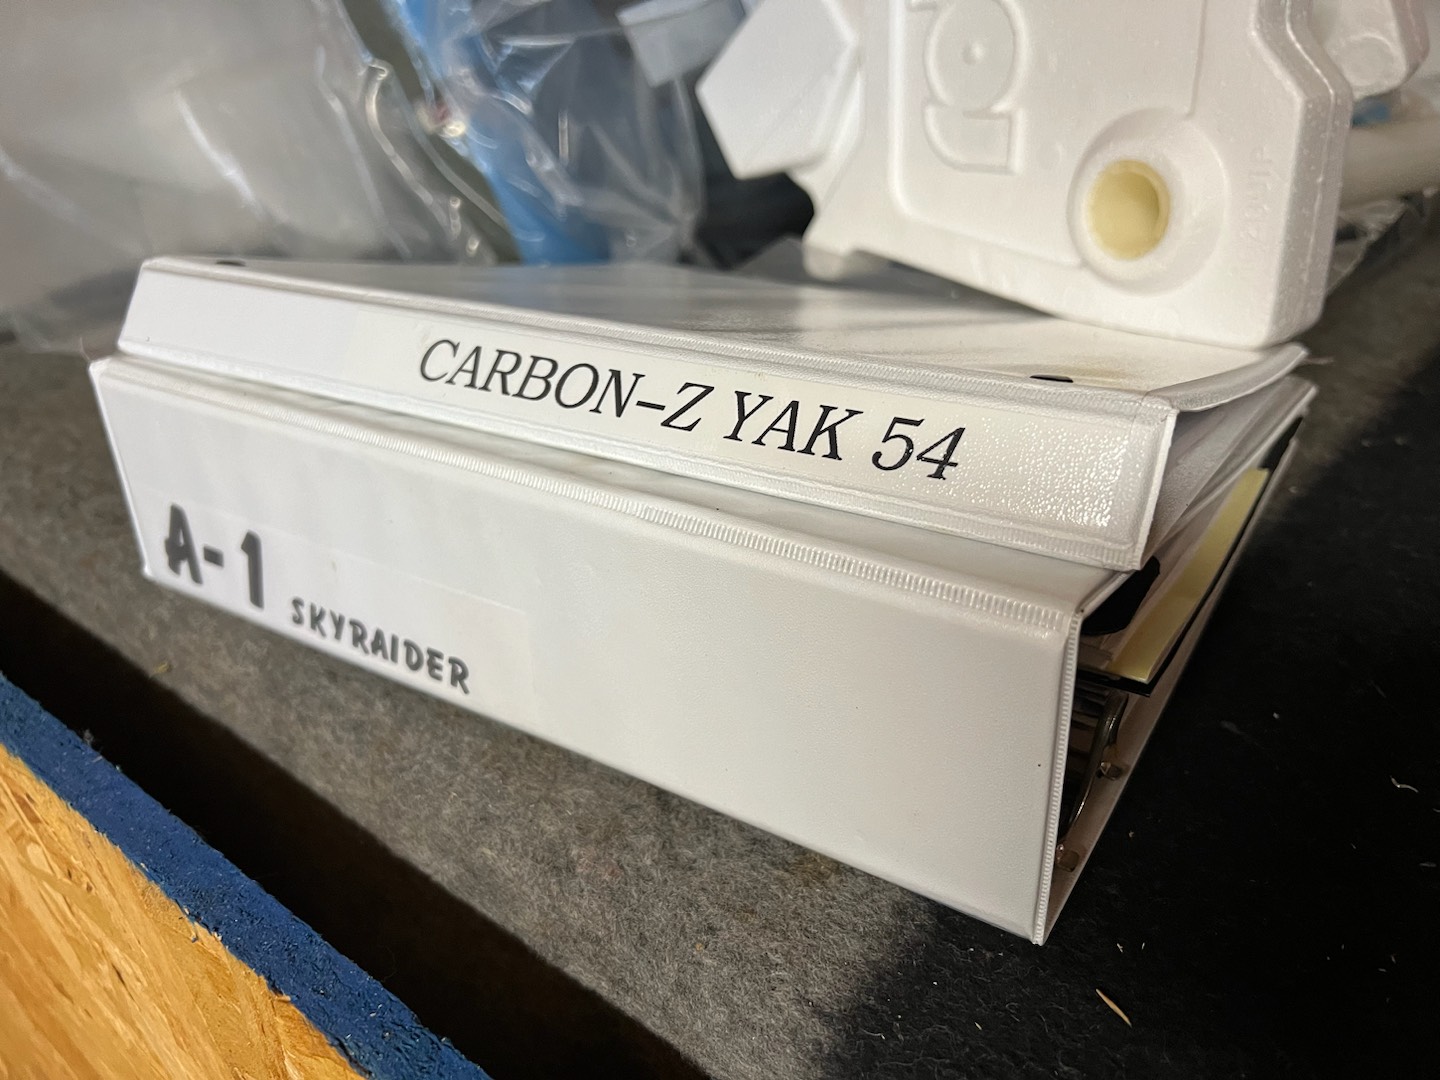 CARBON-Z YAK 54
A-1
SKYRAIDER